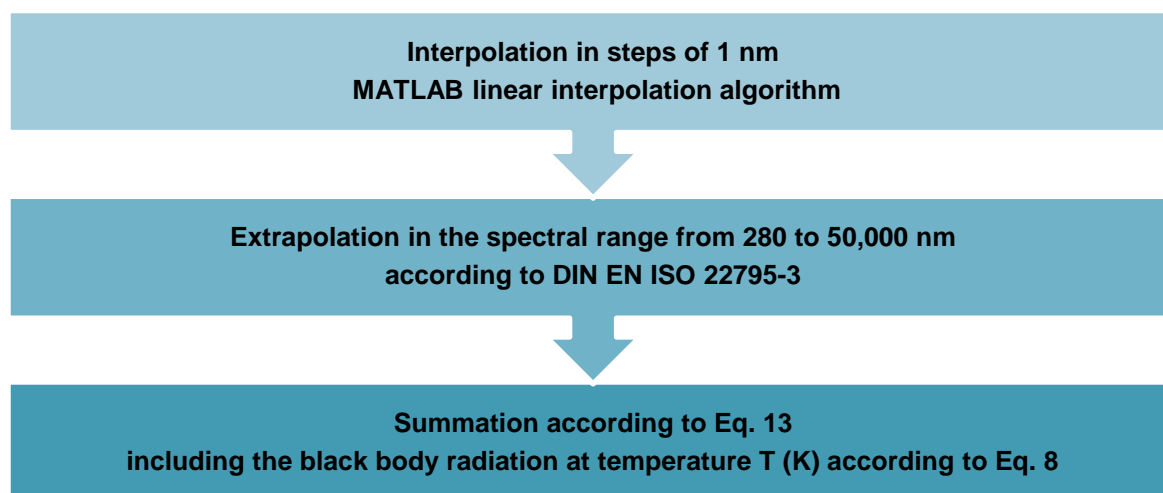 Interpolation in steps of 1 nm
MATLAB linear interpolation algorithm
Extrapolation in the spectral range from 280 to 50,000 nm
according to DIN EN ISO 22795-3
Summation according to Eq. 13
including the black body radiation at temperature T (K) according to Eq. 8